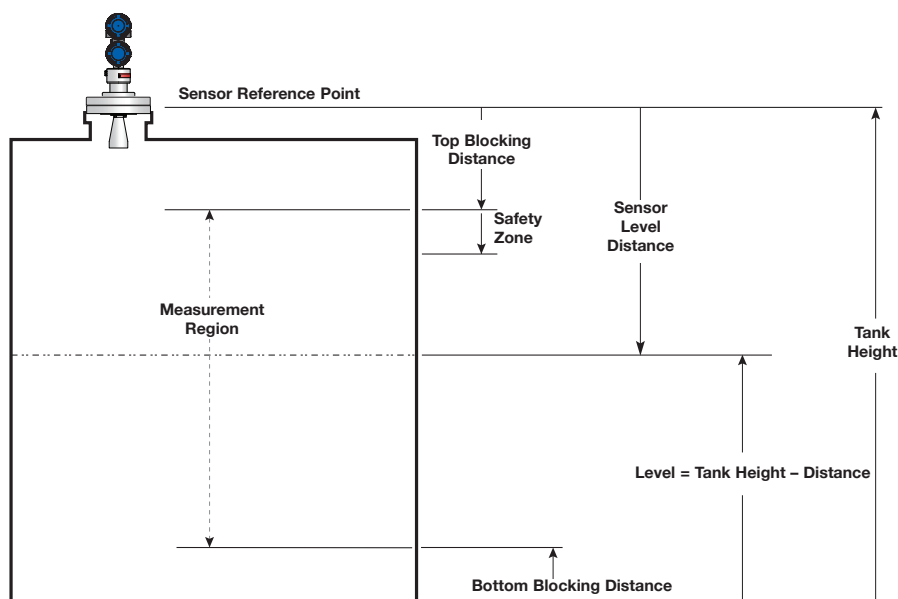 Sensor Reference Point
Top Blocking
Distance
Safety
Zone
Sensor
Level
Distance
Measurement
Region
Tank
Height
Level = Tank Height – Distance
Bottom Blocking Distance